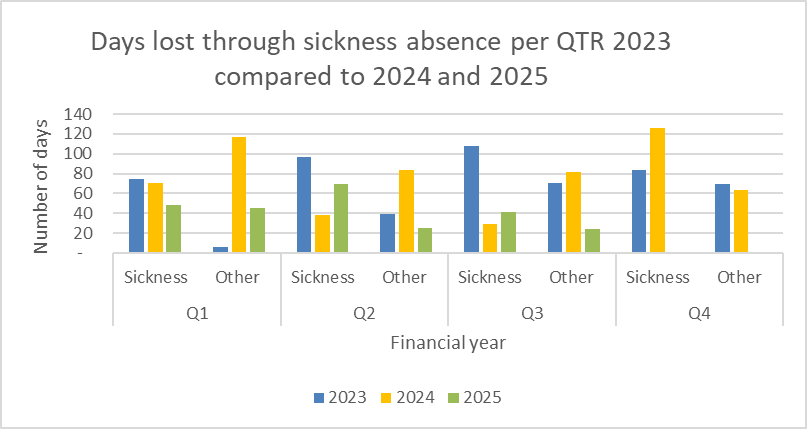 Days lost through sickness absence per QTR 2023
compared to 2024 and 2025
Number of days
140
120
100
80
60
40
20
-
Sickness Other Sickness Other Sickness Other Sickness Other
Q1 Q2 Q3 Q4
Financial year
2023 2024 2025